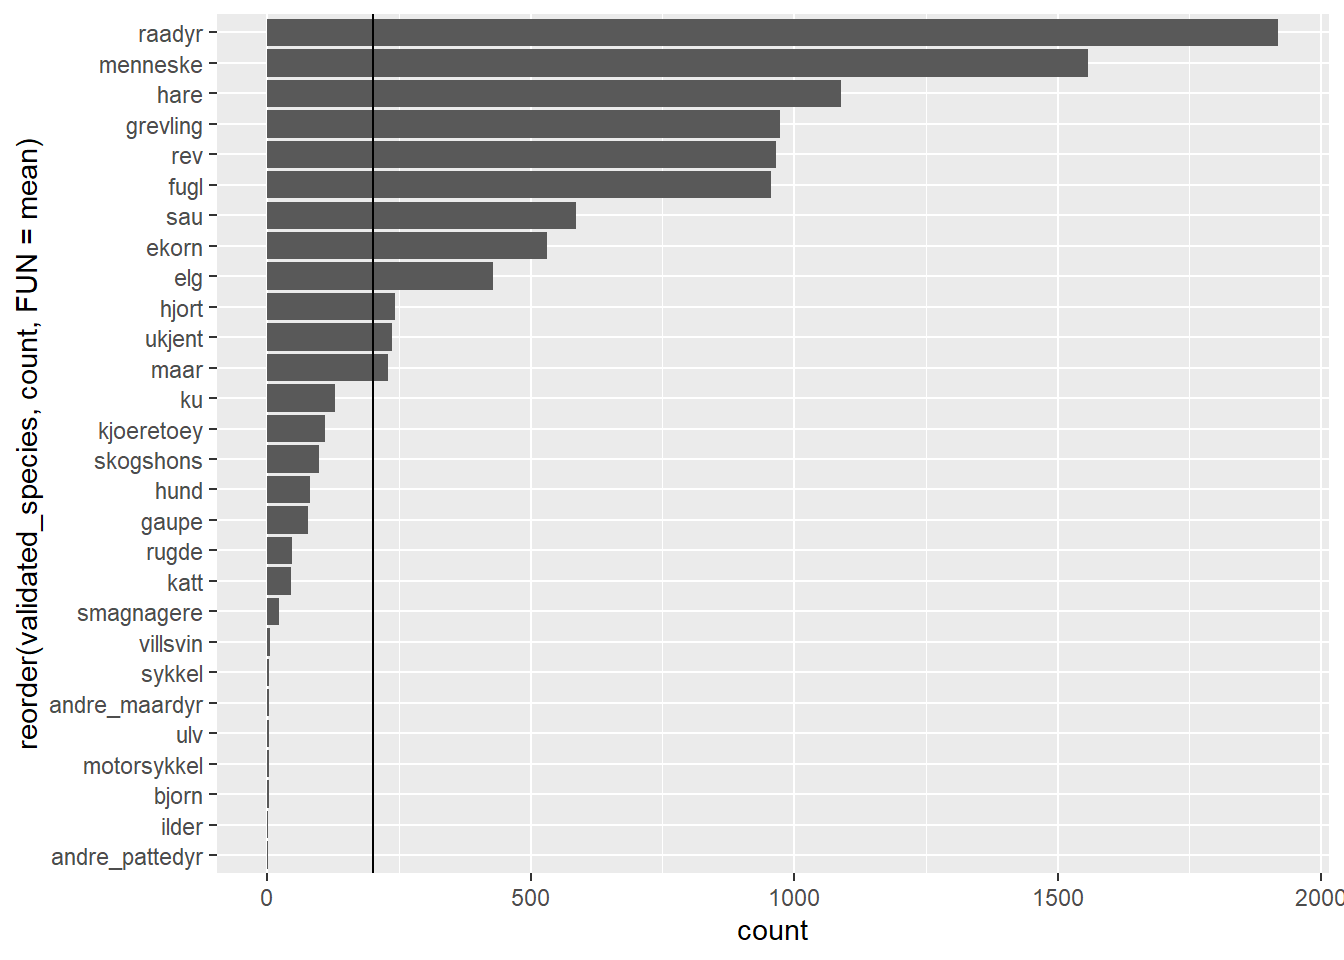 reorder(validated_species, count, FUN = mean)
raadyr
menneske
hare
grevling
rev
fugl
sau
ekorn
elg
hjort
ukjent
maar
ku
kjoeretoey
skogshons
hund
gaupe
rugde
katt
smagnagere
villsvin
sykkel
andre_maardyr
ulv
motorsykkel
bjorn
ilder
andre_pattedyr
0 500 1000 1500 2000
count